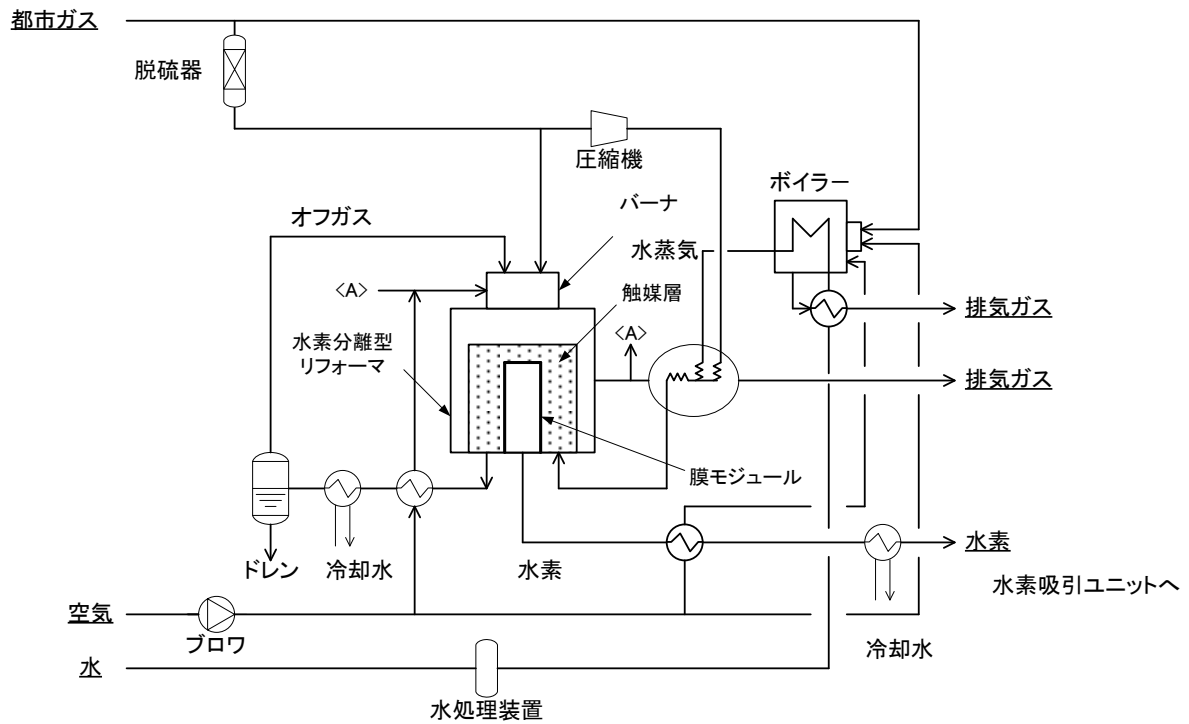 都市ガス
脱硫器
圧縮機
ボイラー
バーナ
オフガス
水蒸気
<A>
触媒層
排気ガス
<A>
水素分離型
リフォーマ
排気ガス
膜モジュール
水素
ドレン
冷却水
水素
水素吸引ユニットへ
空気
ブロワ
冷却水
水
水処理装置